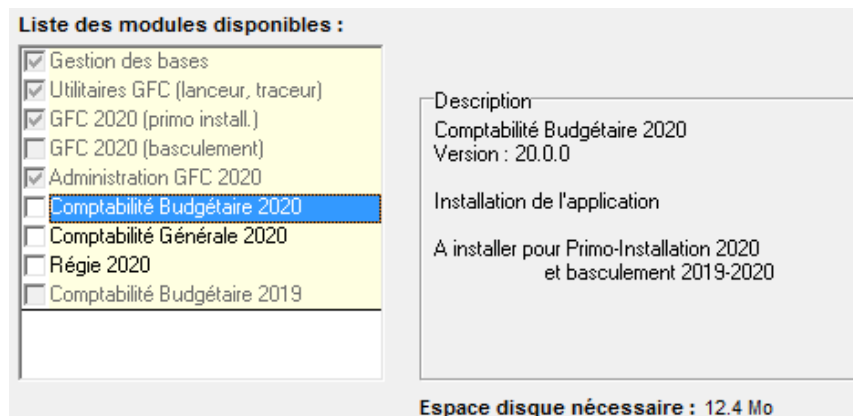 Liste des modules disponibles :
Gestion des bases
Utilitaires GFC (lanceur, traceur)
GFC 2020 (primo install.)
GFC 2020 (basculement)
Administration GFC 2020
Comptabilité Budgétaire 2020
Comptabilité Générale 2020
Régie 2020
Comptabilité Budgétaire 2019
Description
Comptabilité Budgétaire 2020
Version : 20.0.0
Installation de l'application
A installer pour Primo-Installation 2020
et basculement 2019-2020
Espace disque nécessaire : 12.4 Mo